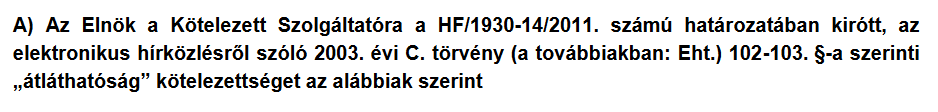 A) Az Elnök a Kötelezett Szolgáltatóra a HF/1930-14/2011. számú határozatában kirótt, az
elektronikus hírközlésről szóló 2003. évi C. törvény (a továbbiakban: Eht.) 102-103. §-a szerinti
„átláthatóság” kötelezettséget az alábbiak szerint